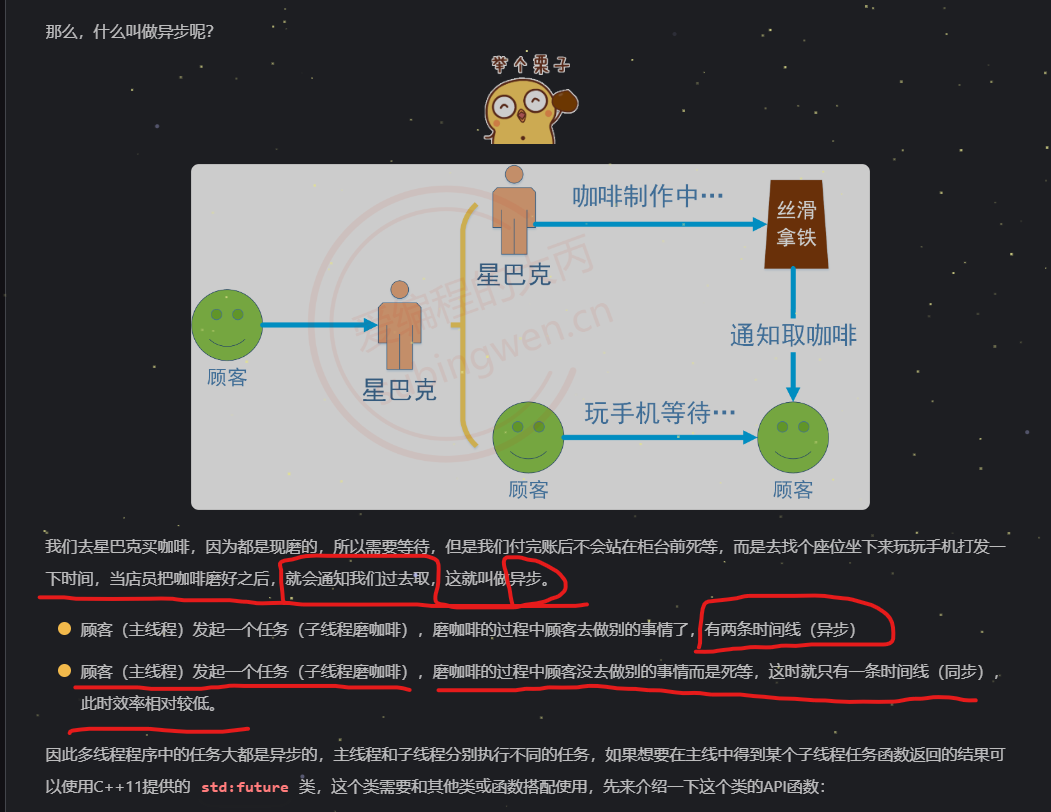 那么，什么叫做异步呢？
举个栗子
咖啡制作中…
丝滑
拿铁
星巴克
通知取咖啡
顾客
星巴克
玩手机等待…
顾客
顾客
爱编程的大丙
我们去星巴克买咖啡，因为都是现磨的，所以需要等待，但是我们付完账后不会站在柜台前死等，而是去找个座位坐下来玩玩手机打发一
下时间，当店员把咖啡磨好之后，就会通知我们过去取，这就叫做异步。
顾客（主线程）发起一个任务（子线程磨咖啡），磨咖啡的过程中顾客去做别的事情了，有两条时间线（异步）
顾客（主线程）发起一个任务（子线程磨咖啡），磨咖啡的过程中顾客没去做别的事情而是死等，这时就只有一条时间线（同步），
此时效率相对较低。
因此多线程程序中的任务大都是异步的，主线程和子线程分别执行不同的任务，如果想要在主线中得到某个子线程任务函数返回的结果可
以使用C++11提供的 std:future 类，这个类需要和其他类或函数搭配使用，先来介绍一下这个类的API函数：